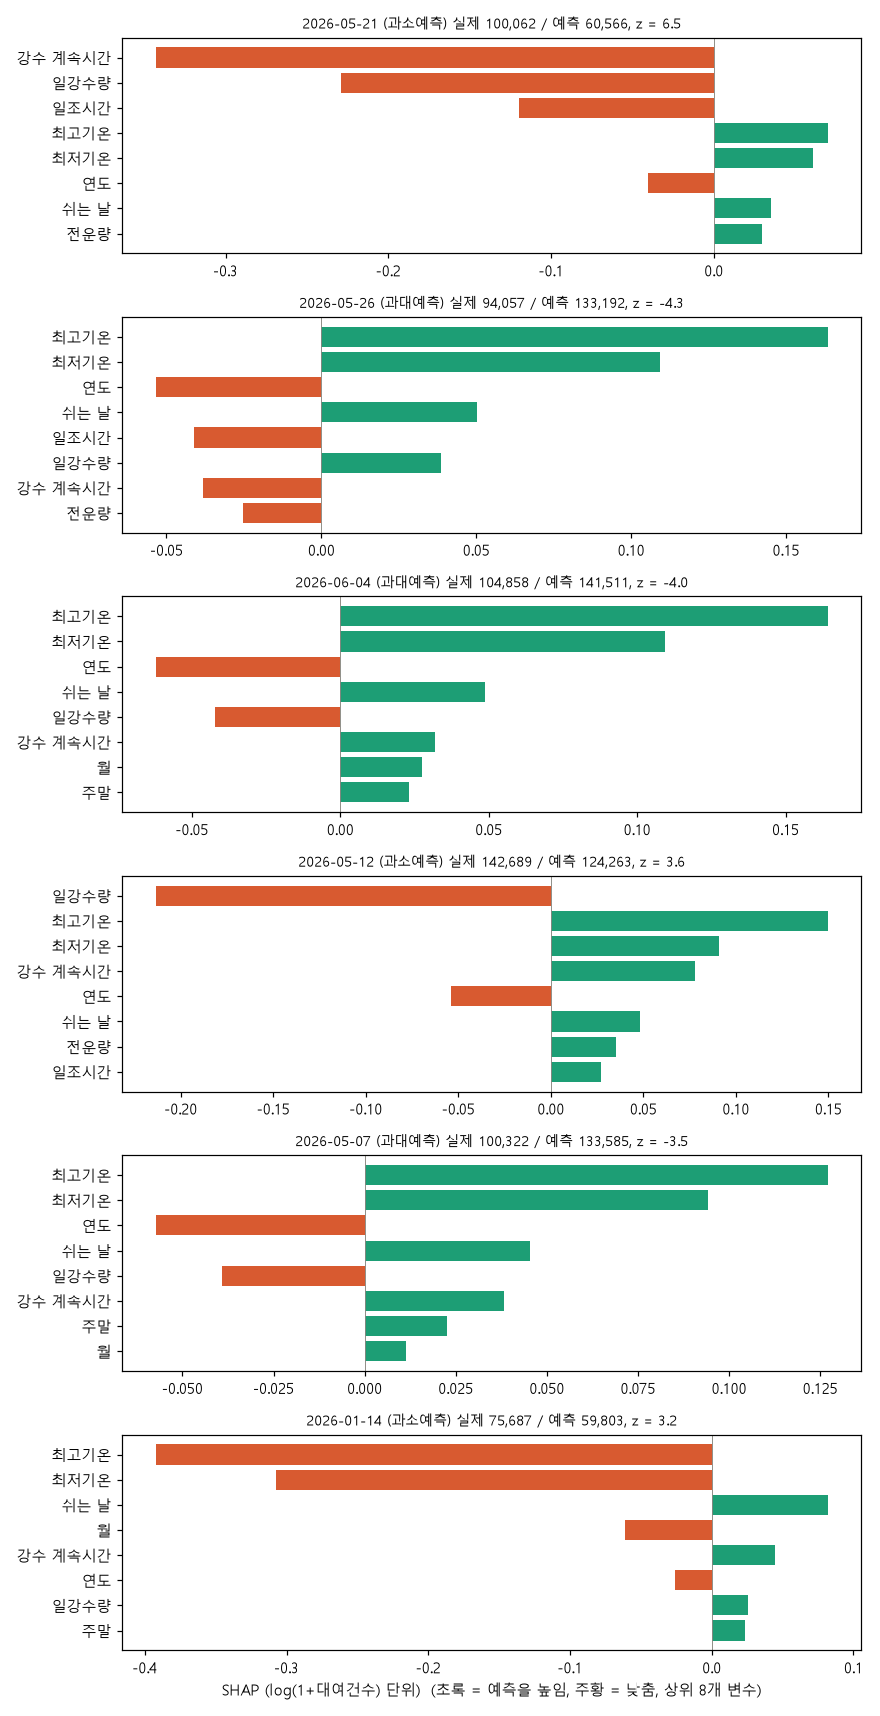 2026-05-21 (과소예측) 실제 100,062 / 예측 60,566, z = 6.5
강수 계속시간
일강수량
일조시간
최고기온
최저기온
연도
쉬는 날
전운량
-0.3 -0.2 -0.1 0.0
2026-05-26 (과대예측) 실제 94,057 / 예측 133,192, z = -4.3
최고기온
최저기온
연도
쉬는 날
일조시간
일강수량
강수 계속시간
전운량
-0.05 0.00 0.05 0.10 0.15
2026-06-04 (과대예측) 실제 104,858 / 예측 141,511, z = -4.0
최고기온
최저기온
연도
쉬는 날
일강수량
강수 계속시간
월
주말
-0.05 0.00 0.05 0.10 0.15
2026-05-12 (과소예측) 실제 142,689 / 예측 124,263, z = 3.6
일강수량
최고기온
최저기온
강수 계속시간
연도
쉬는 날
전운량
일조시간
-0.20 -0.15 -0.10 -0.05 0.00 0.05 0.10 0.15
2026-05-07 (과대예측) 실제 100,322 / 예측 133,585, z = -3.5
최고기온
최저기온
연도
쉬는 날
일강수량
강수 계속시간
주말
월
-0.050 -0.025 0.000 0.025 0.050 0.075 0.100 0.125
2026-01-14 (과소예측) 실제 75,687 / 예측 59,803, z = 3.2
최고기온
최저기온
쉬는 날
월
강수 계속시간
연도
일강수량
주말
-0.4 -0.3 -0.2 -0.1 0.0 0.1
SHAP (log(1+대여건수) 단위) (초록 = 예측을 높임, 주황 = 낮춤, 상위 8개 변수)